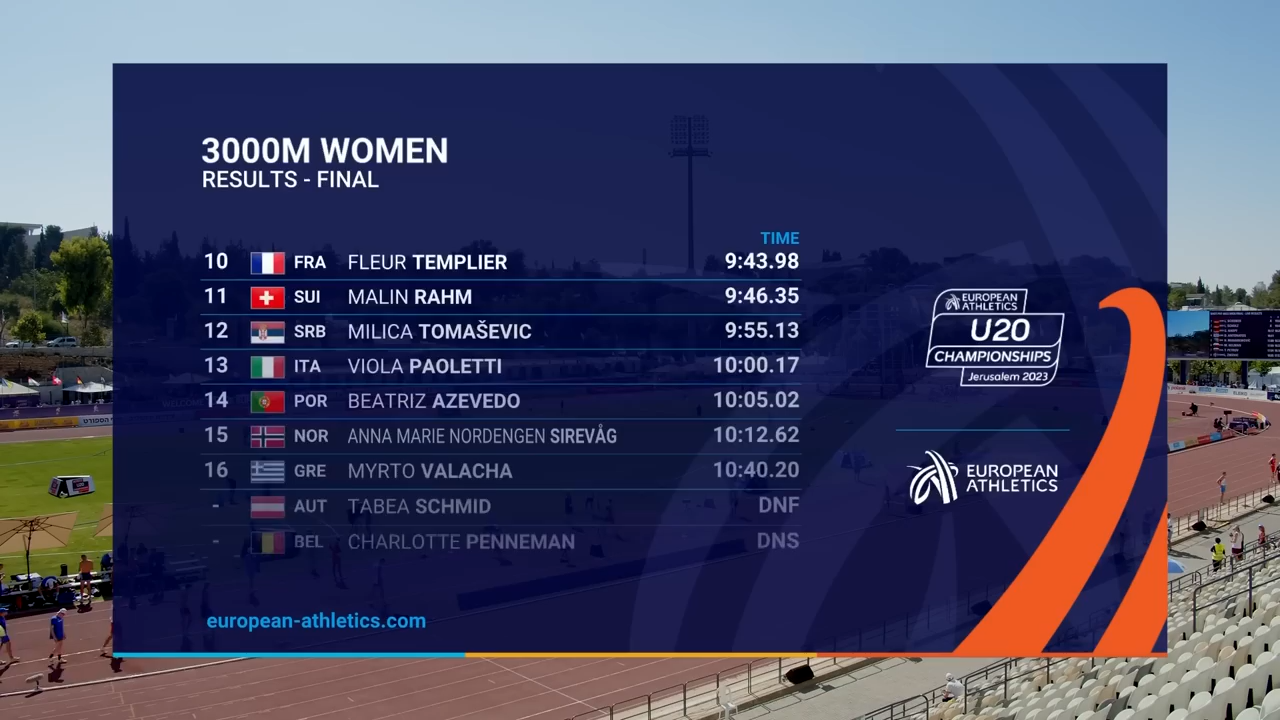 3000M WOMEN
RESULTS - FINAL
TIME
10 FRA FLEUR TEMPLIER 9:43.98
11 SUI MALIN RAHM 9:46.35
12 SRB MILICA TOMAŠEVIC 9:55.13
13 ITA VIOLA PAOLETTI 10:00.17
14 POR BEATRIZ AZEVEDO 10:05.02
15 NOR ANNA MARIE NORDENGEN SIREVÅG 10:12.62
16 GRE MYRTO VALACHA 10:40.20
- AUT TABEA SCHMID DNF
- BEL CHARLOTTE PENNEMAN DNS
european-athletics.com
EUROPEAN
ATHLETICS
U20
CHAMPIONSHIPS
Jerusalem 2023
EUROPEAN
ATHLETICS